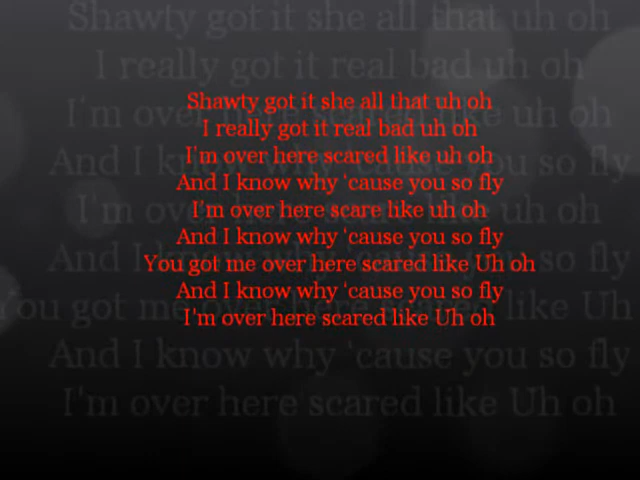 Shawty got it she all that uh oh
I really got it real bad uh oh
I'm over here scared like uh oh
And I know why 'cause you so fly
I'm over here scare like uh oh
And I know why 'cause you so fly
You got me over here scared like Uh oh
And I know why 'cause you so fly
I'm over here scared like Uh oh